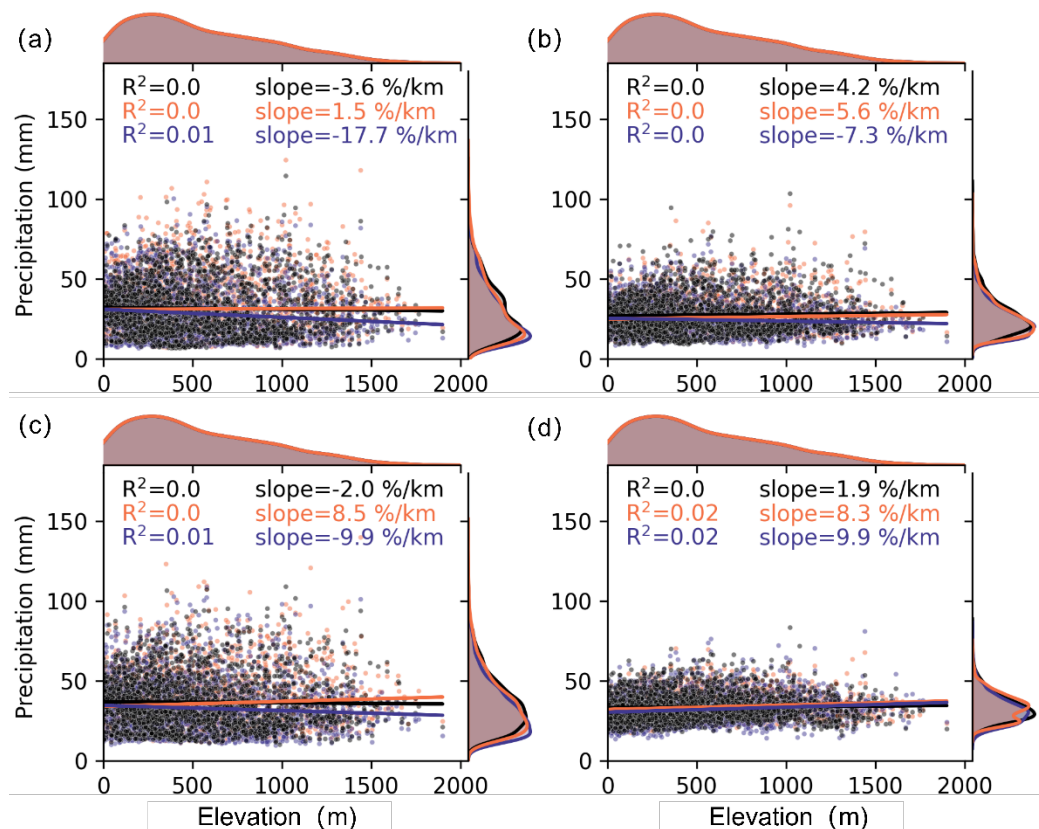 (a)
R²=0.0 slope=-3.6 %/km
R²=0.0 slope=1.5 %/km
R²=0.01 slope=-17.7 %/km
Precipitation (mm)
150
100
50
0
0 500 1000 1500 2000
(b)
R²=0.0 slope=4.2 %/km
R²=0.0 slope=5.6 %/km
R²=0.0 slope=-7.3 %/km
150
100
50
0
0 500 1000 1500 2000
(c)
R²=0.0 slope=-2.0 %/km
R²=0.0 slope=8.5 %/km
R²=0.01 slope=-9.9 %/km
Precipitation (mm)
150
100
50
0
0 500 1000 1500 2000
Elevation (m)
(d)
R²=0.0 slope=1.9 %/km
R²=0.02 slope=8.3 %/km
R²=0.02 slope=9.9 %/km
150
100
50
0
0 500 1000 1500 2000
Elevation (m)